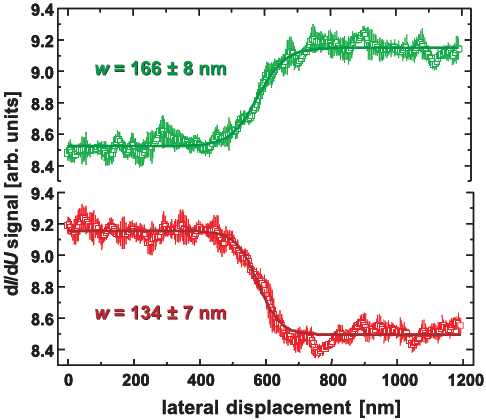 9.4
9.2
9.0
8.8
8.6
8.4
w = 166 ± 8 nm
dI/dU signal [arb. units]
9.4
9.2
9.0
8.8
8.6
8.4
w = 134 ± 7 nm
0 200 400 600 800 1000 1200
lateral displacement [nm]